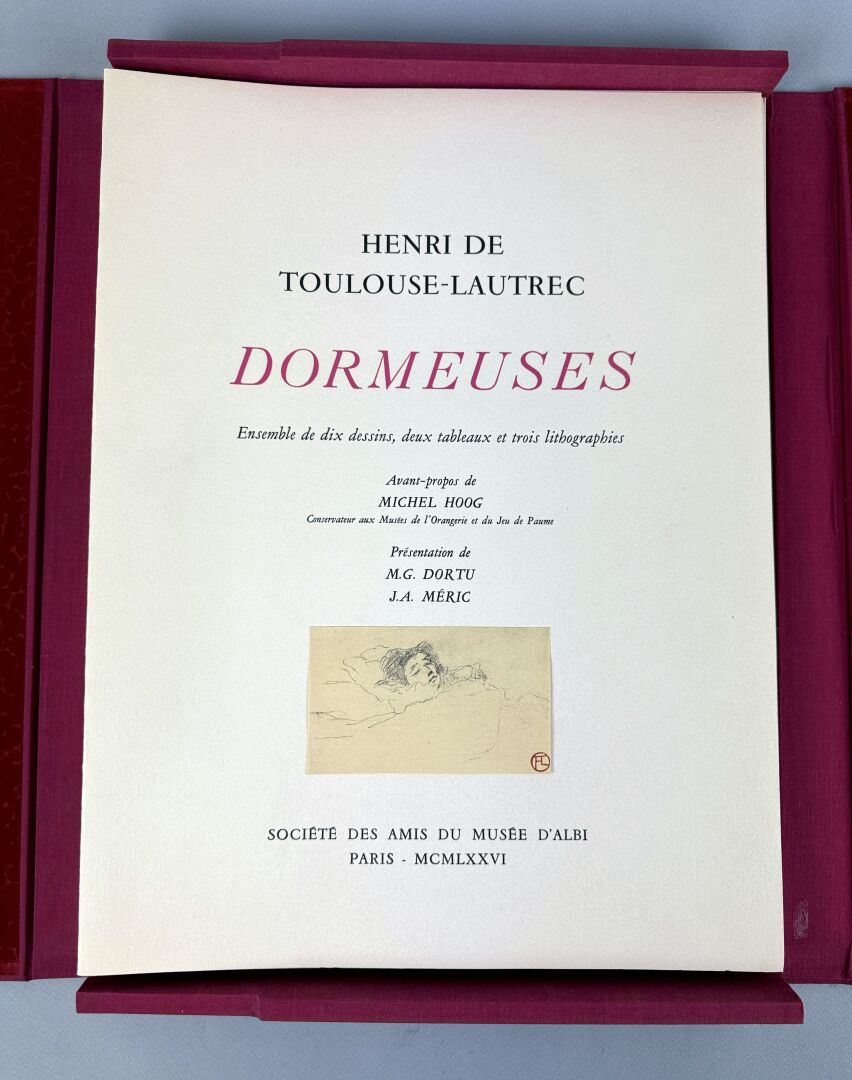 HENRI DE
TOULOUSE-LAUTREC
DORMEUSES
Ensemble de dix dessins, deux tableaux et trois lithographies
Avant-propos de
MICHEL HOOG
Conservateur aux Musées de l'Orangerie et du Jeu de Paume
Présentation de
M.G. DORTU
J.A. MÉRIC
SOCIÉTÉ DES AMIS DU MUSÉE D'ALBI
PARIS - MCMLXXVI